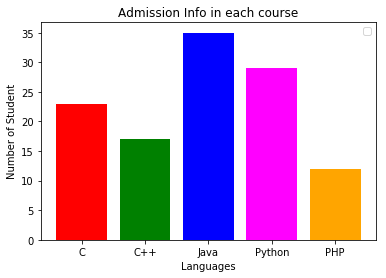 Admission Info in each course
Number of Student
35
30
25
20
15
10
5
0
C C++ Java Python PHP
Languages